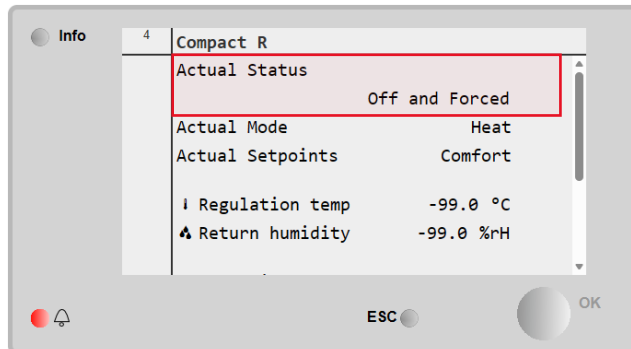 Info
4
Compact R
Actual Status
Off and Forced
Actual Mode Heat
Actual Setpoints Comfort
Regulation temp -99.0 °C
Return humidity -99.0 %rH
ESC
OK